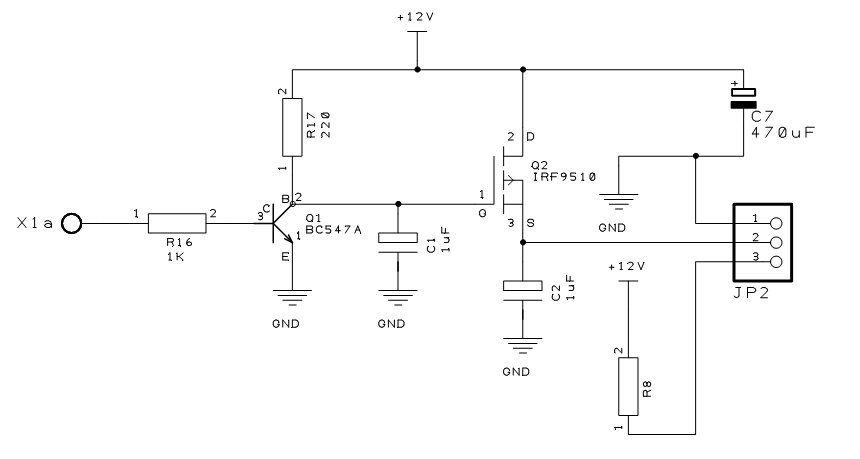 +12V
2
R17
220
1
+
C7
470uF
2 D
Q2
IRF9510
1
G
3 S
B 2
C
3
Q1
BC547A
1
E
X1a
1
2
R16
1K
C1
1uF
GND
GND
GND
1
2
3
JP2
C2
1uF
GND
+12V
2
R8
1